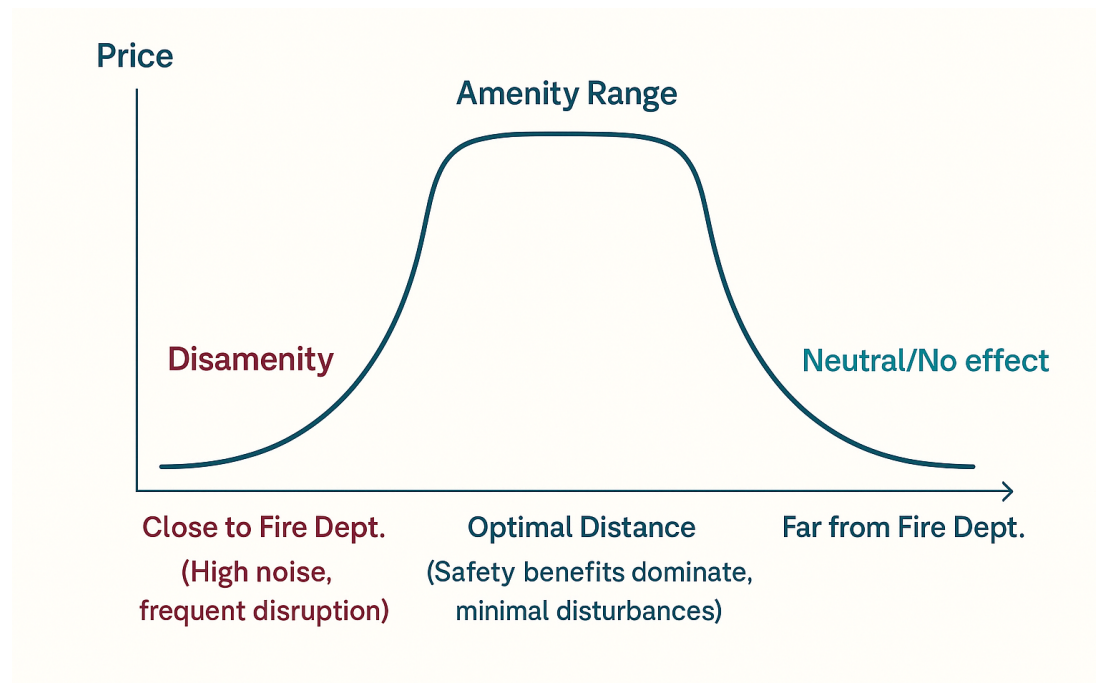 Price
Amenity Range
Disamenity
Neutral/No effect
Close to Fire Dept.
(High noise,
frequent disruption)
Optimal Distance
(Safety benefits dominate,
minimal disturbances)
Far from Fire Dept.